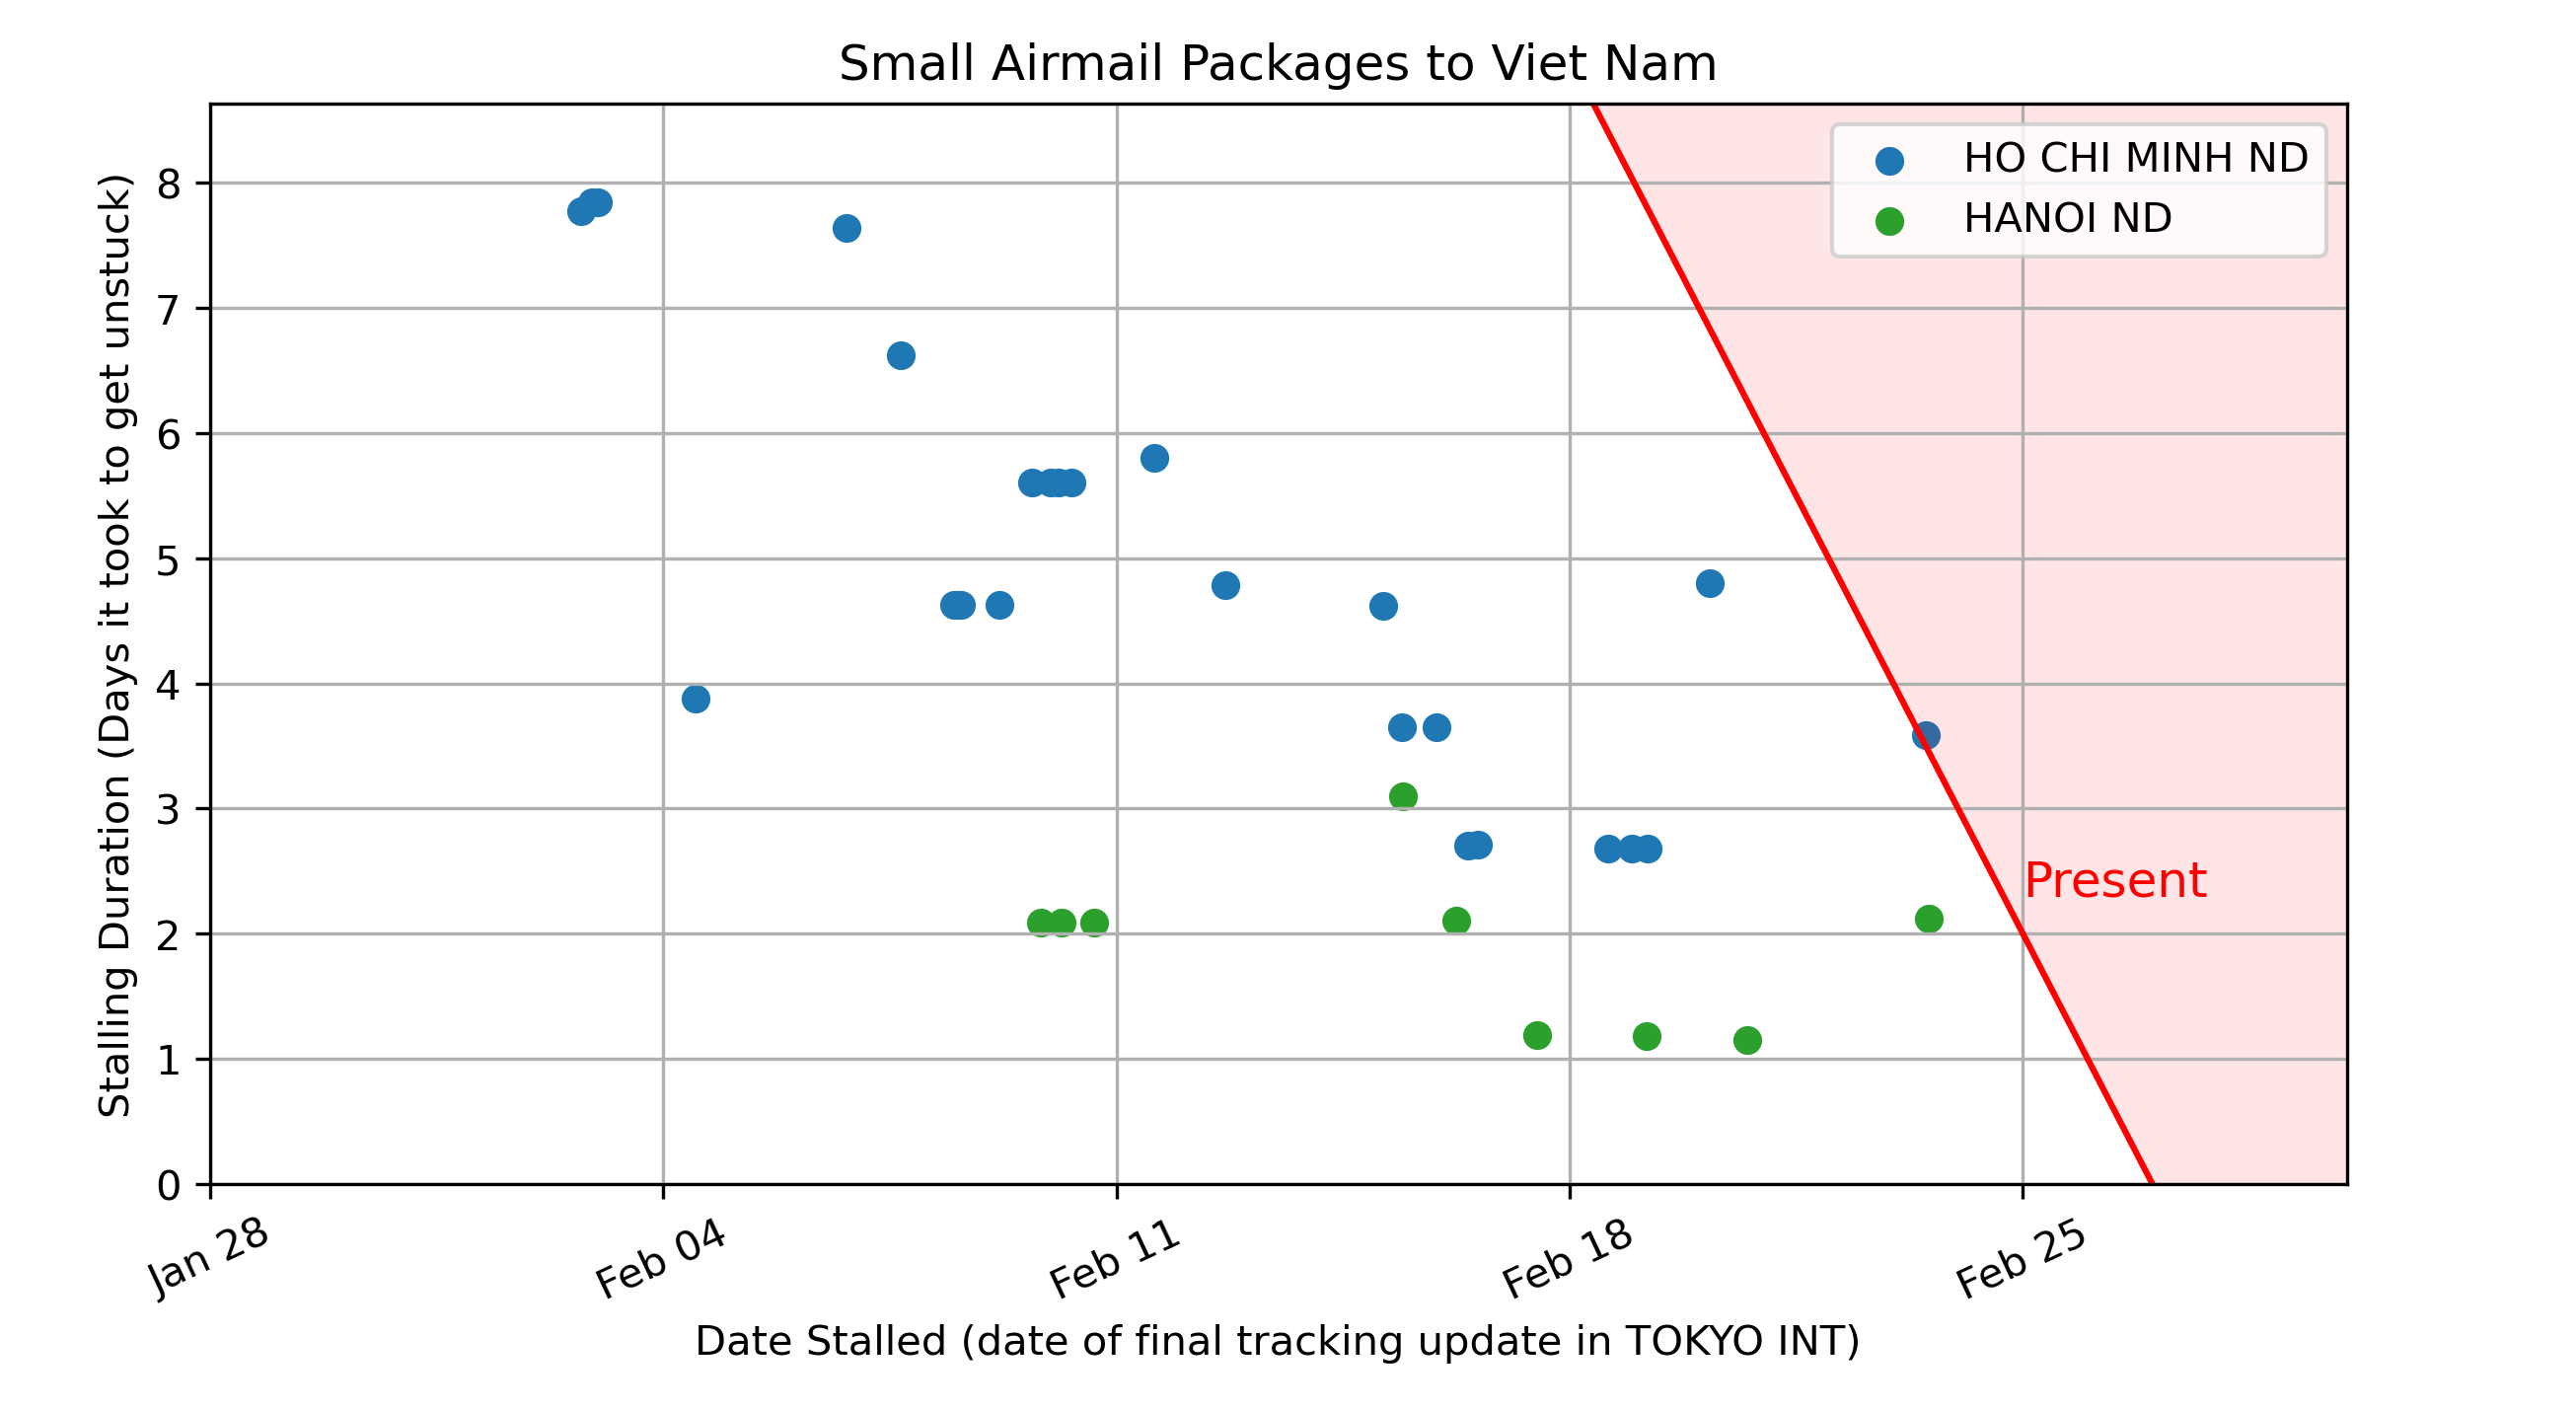 Small Airmail Packages to Viet Nam
HO CHI MINH ND
HANOI ND
Stalling Duration (Days it took to get unstuck)
8
7
6
5
4
3
2
1
0
Present
Jan 28
Feb 04
Feb 11
Feb 18
Feb 25
Date Stalled (date of final tracking update in TOKYO INT)